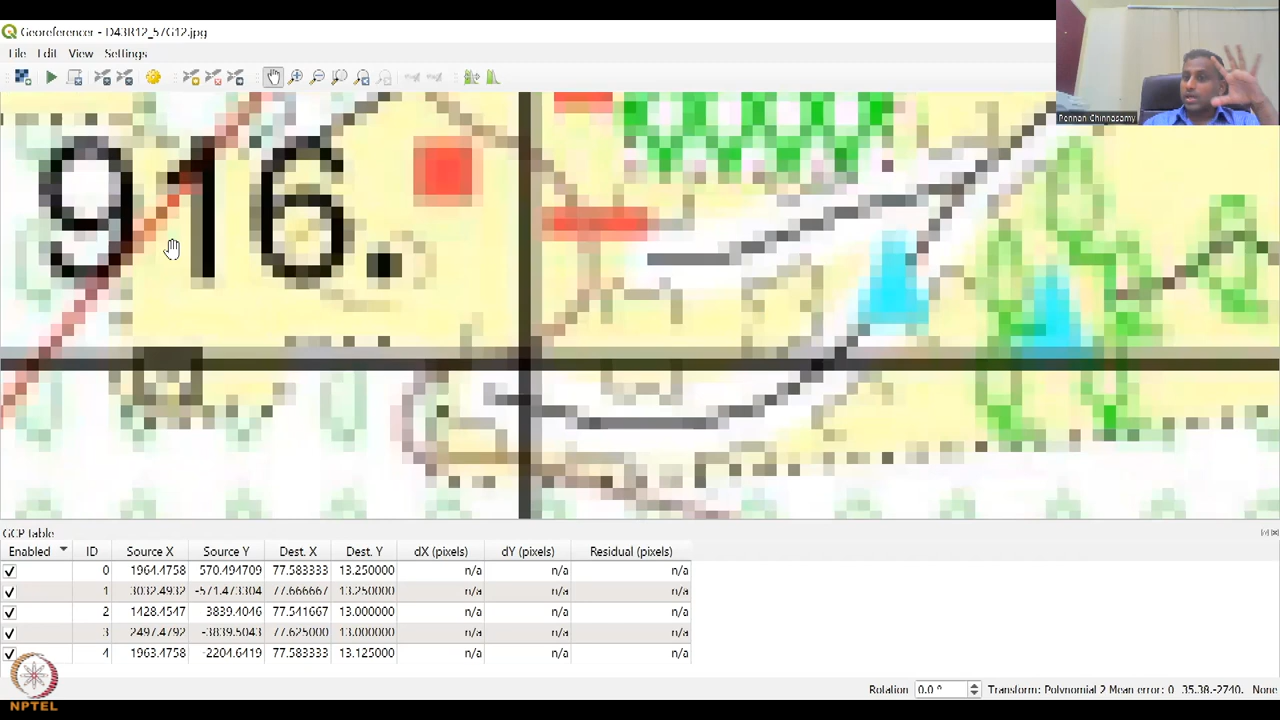 Georeferencer - D43R12_57G12.jpg
File Edit View Settings
Pennan Chinnasamy
916.
GCP table
Enabled ID Source X Source Y Dest. X Dest. Y dX (pixels) dY (pixels) Residual (pixels)
0 1964.4758 570.494709 77.583333 13.250000 n/a n/a n/a
1 3032.4932 -571.473304 77.666667 13.250000 n/a n/a n/a
2 1428.4547 3839.4046 77.541667 13.000000 n/a n/a n/a
3 2497.4792 -3839.5043 77.625000 13.000000 n/a n/a n/a
4 1963.4758 -2204.6419 77.583333 13.125000 n/a n/a n/a
Rotation 0.0 ° Transform: Polynomial 2 Mean error: 0 35.38,-2740. None
NPTEL